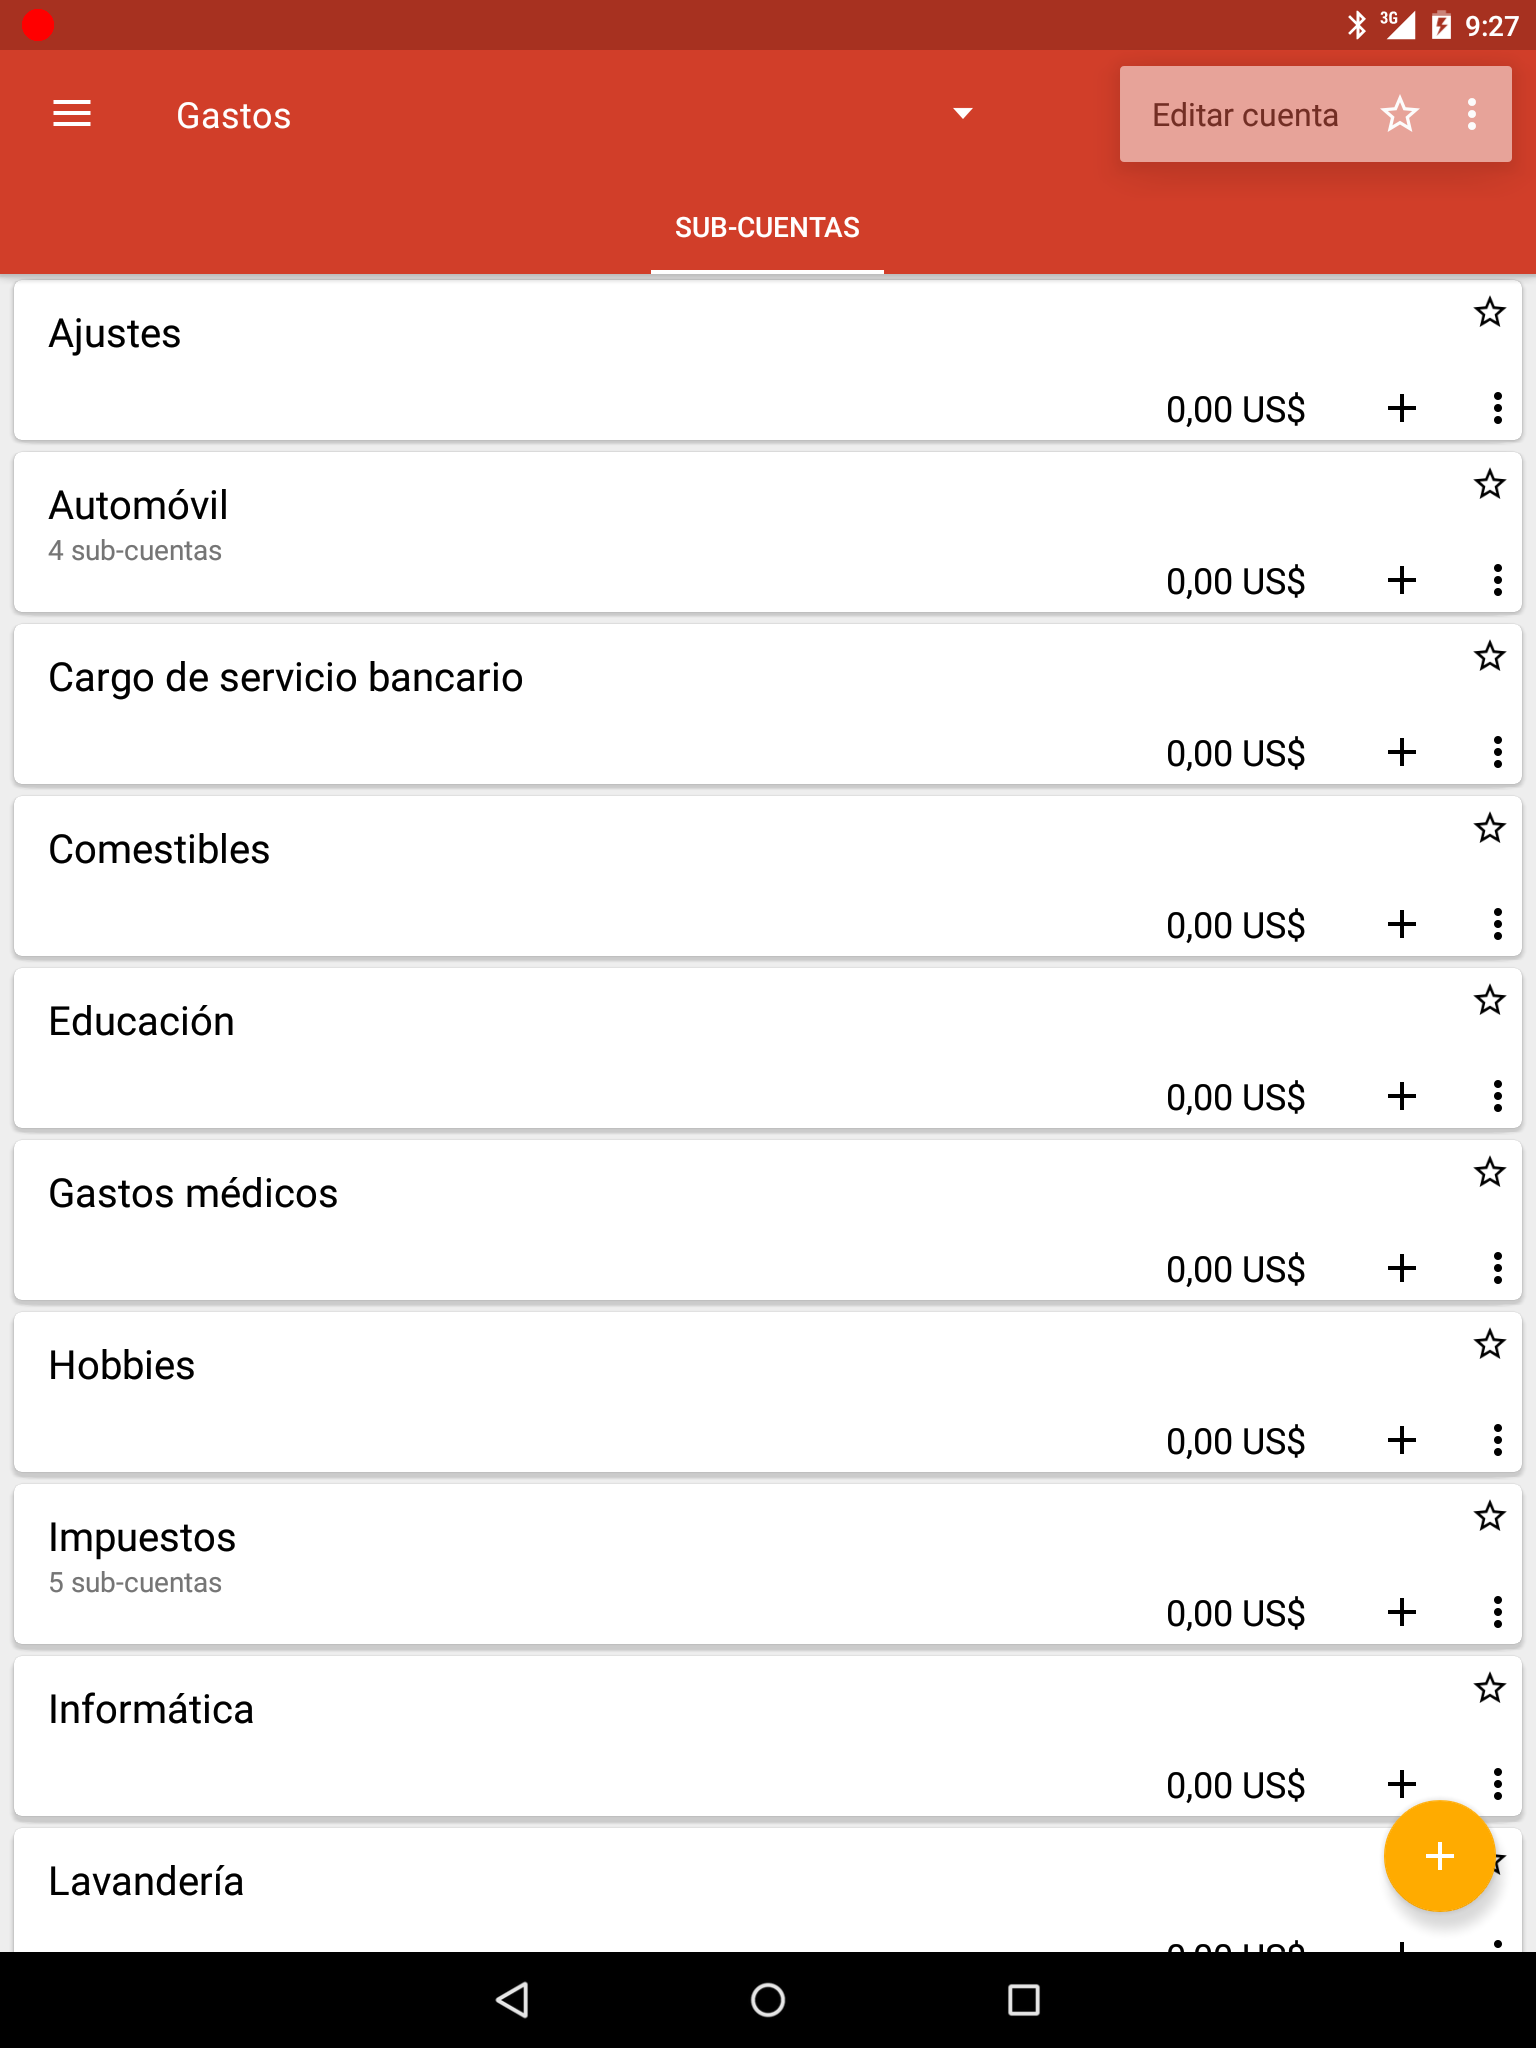 3G 9:27
Gastos
Editar cuenta
SUB-CUENTAS
Ajustes
0,00 US$
Automóvil
4 sub-cuentas
0,00 US$
Cargo de servicio bancario
0,00 US$
Comestibles
0,00 US$
Educación
0,00 US$
Gastos médicos
0,00 US$
Hobbies
0,00 US$
Impuestos
5 sub-cuentas
0,00 US$
Informática
0,00 US$
Lavandería